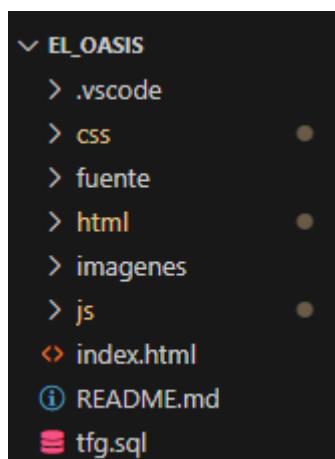 EL_OASIS
.vscode
css
fuente
html
imagenes
js
index.html
README.md
tfg.sql